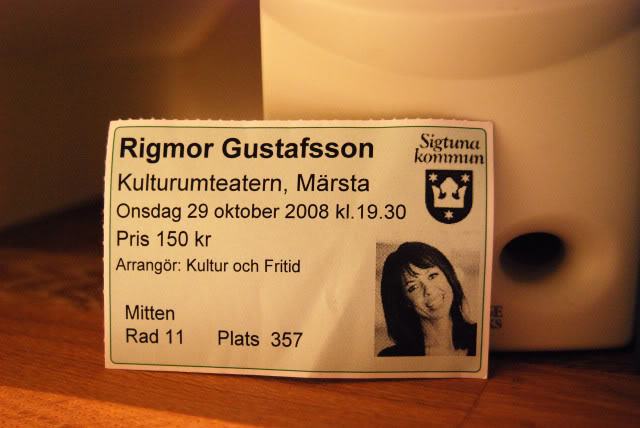 Rigmor Gustafsson
Sigtuna
kommun
Kulturumteatern, Märsta
Onsdag 29 oktober 2008 kl.19.30
Pris 150 kr
Arrangör: Kultur och Fritid
Mitten
Rad 11 Plats 357